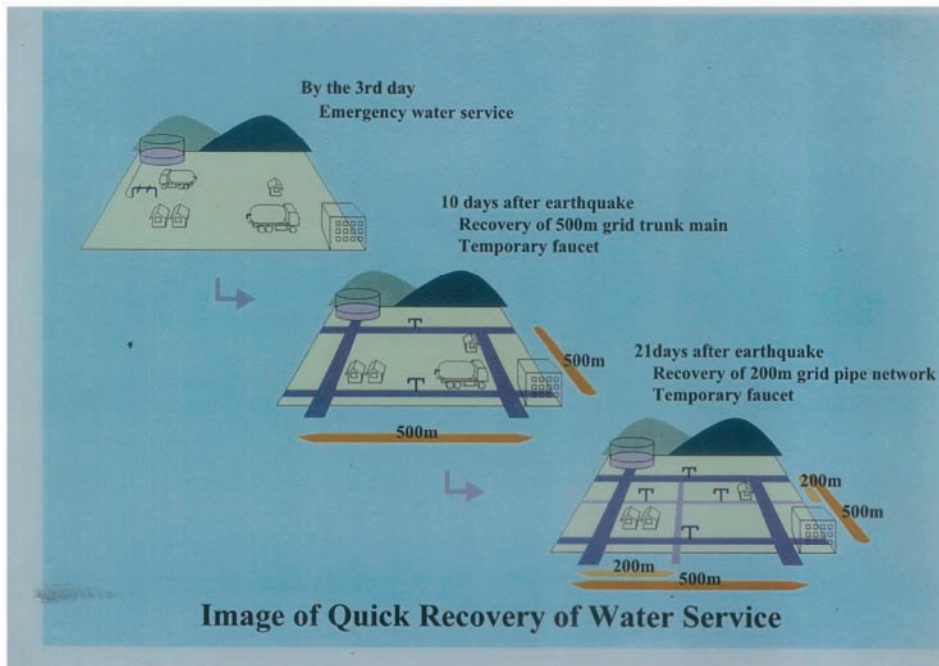 By the 3rd day
Emergency water service
10 days after earthquake
Recovery of 500m grid trunk main
Temporary faucet
500m
500m
21days after earthquake
Recovery of 200m grid pipe network
Temporary faucet
200m
500m
200m
500m
Image of Quick Recovery of Water Service